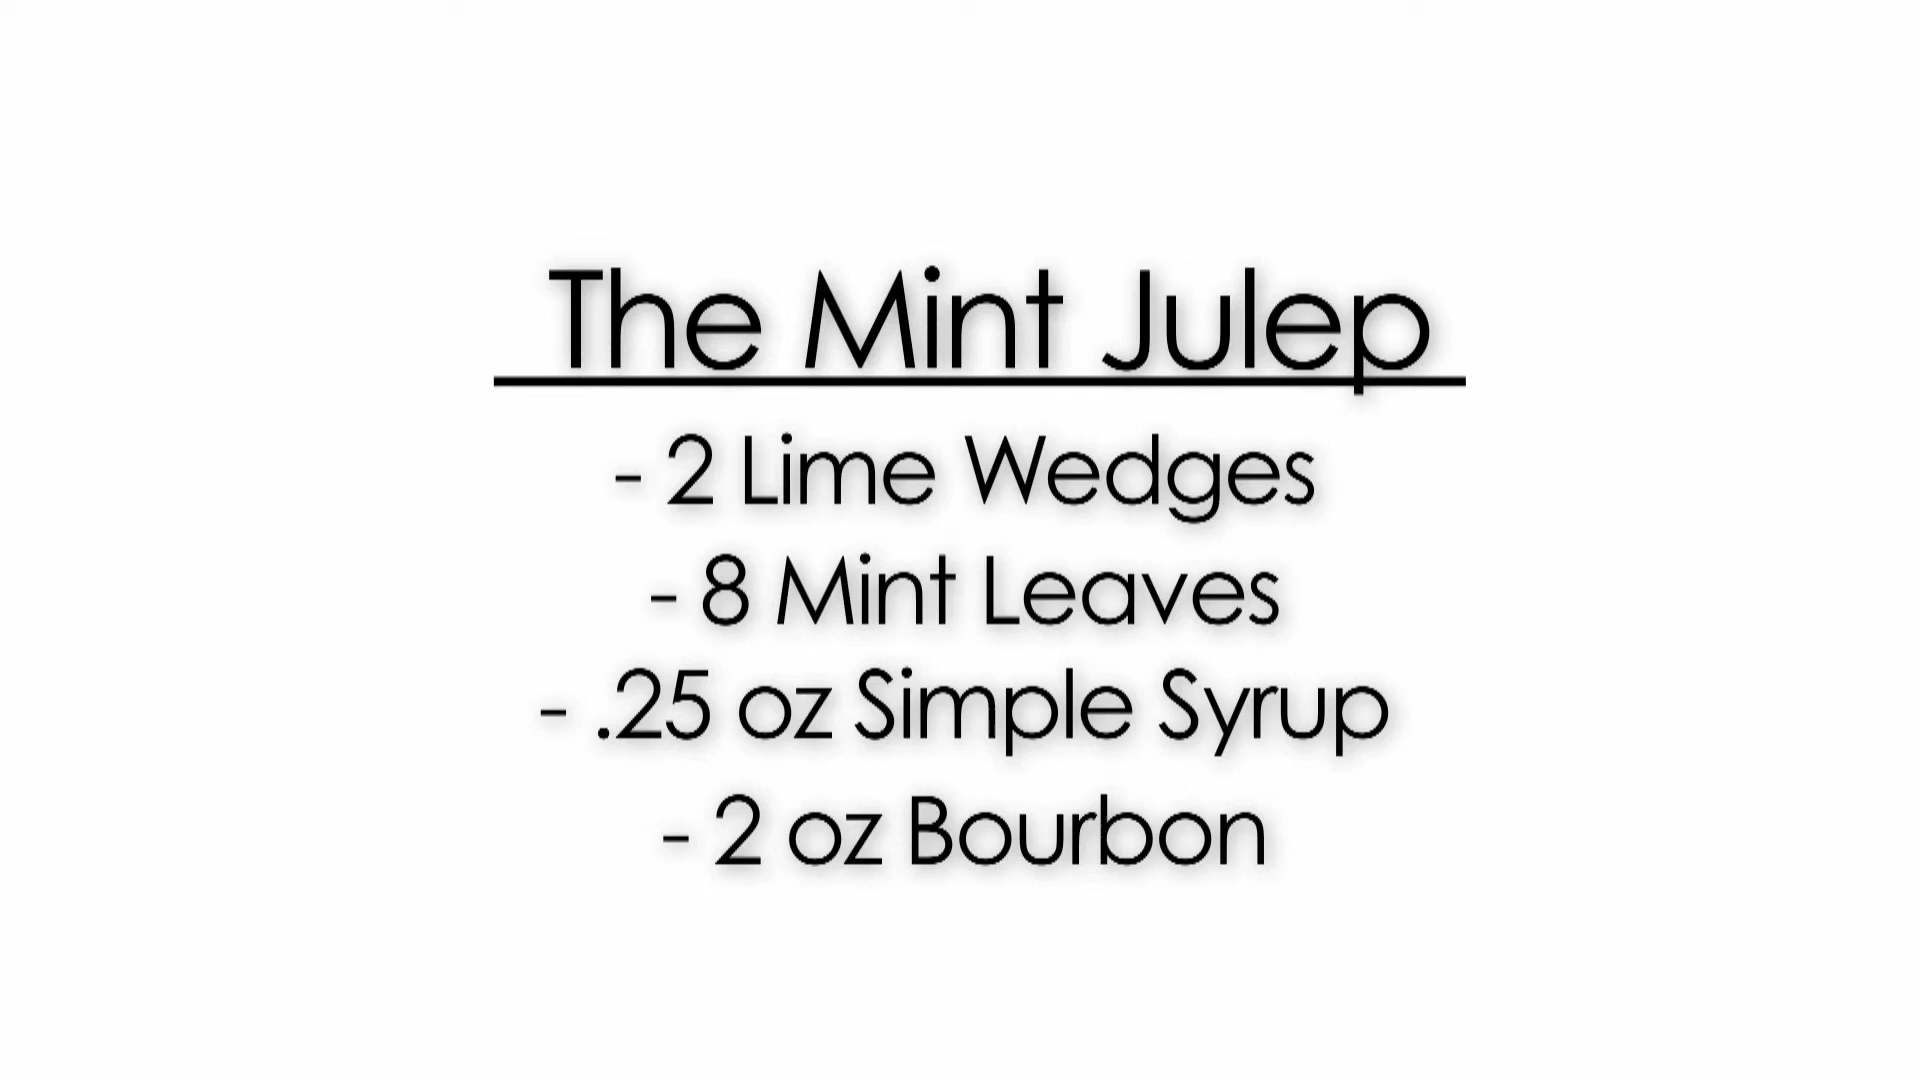 The Mint Julep
- 2 Lime Wedges
- 8 Mint Leaves
- .25 oz Simple Syrup
- 2 oz Bourbon